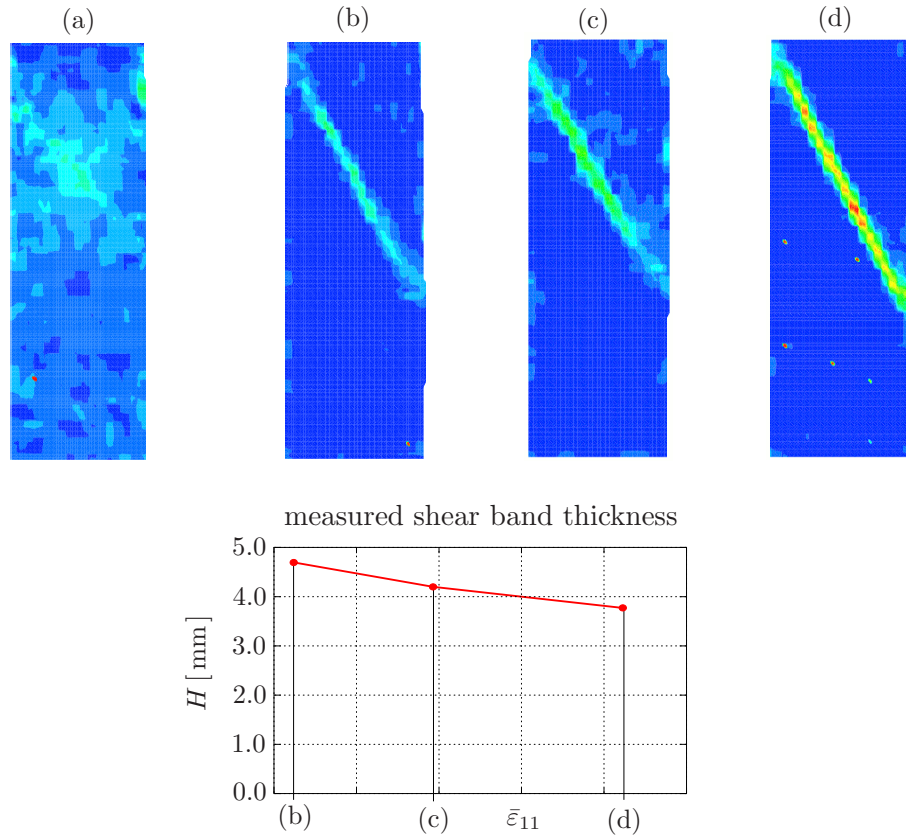 (a) (b) (c) (d)
measured shear band thickness
5.0
4.0
3.0
2.0
1.0
0.0
H [mm]
(b) (c) ε̄₁₁ (d)